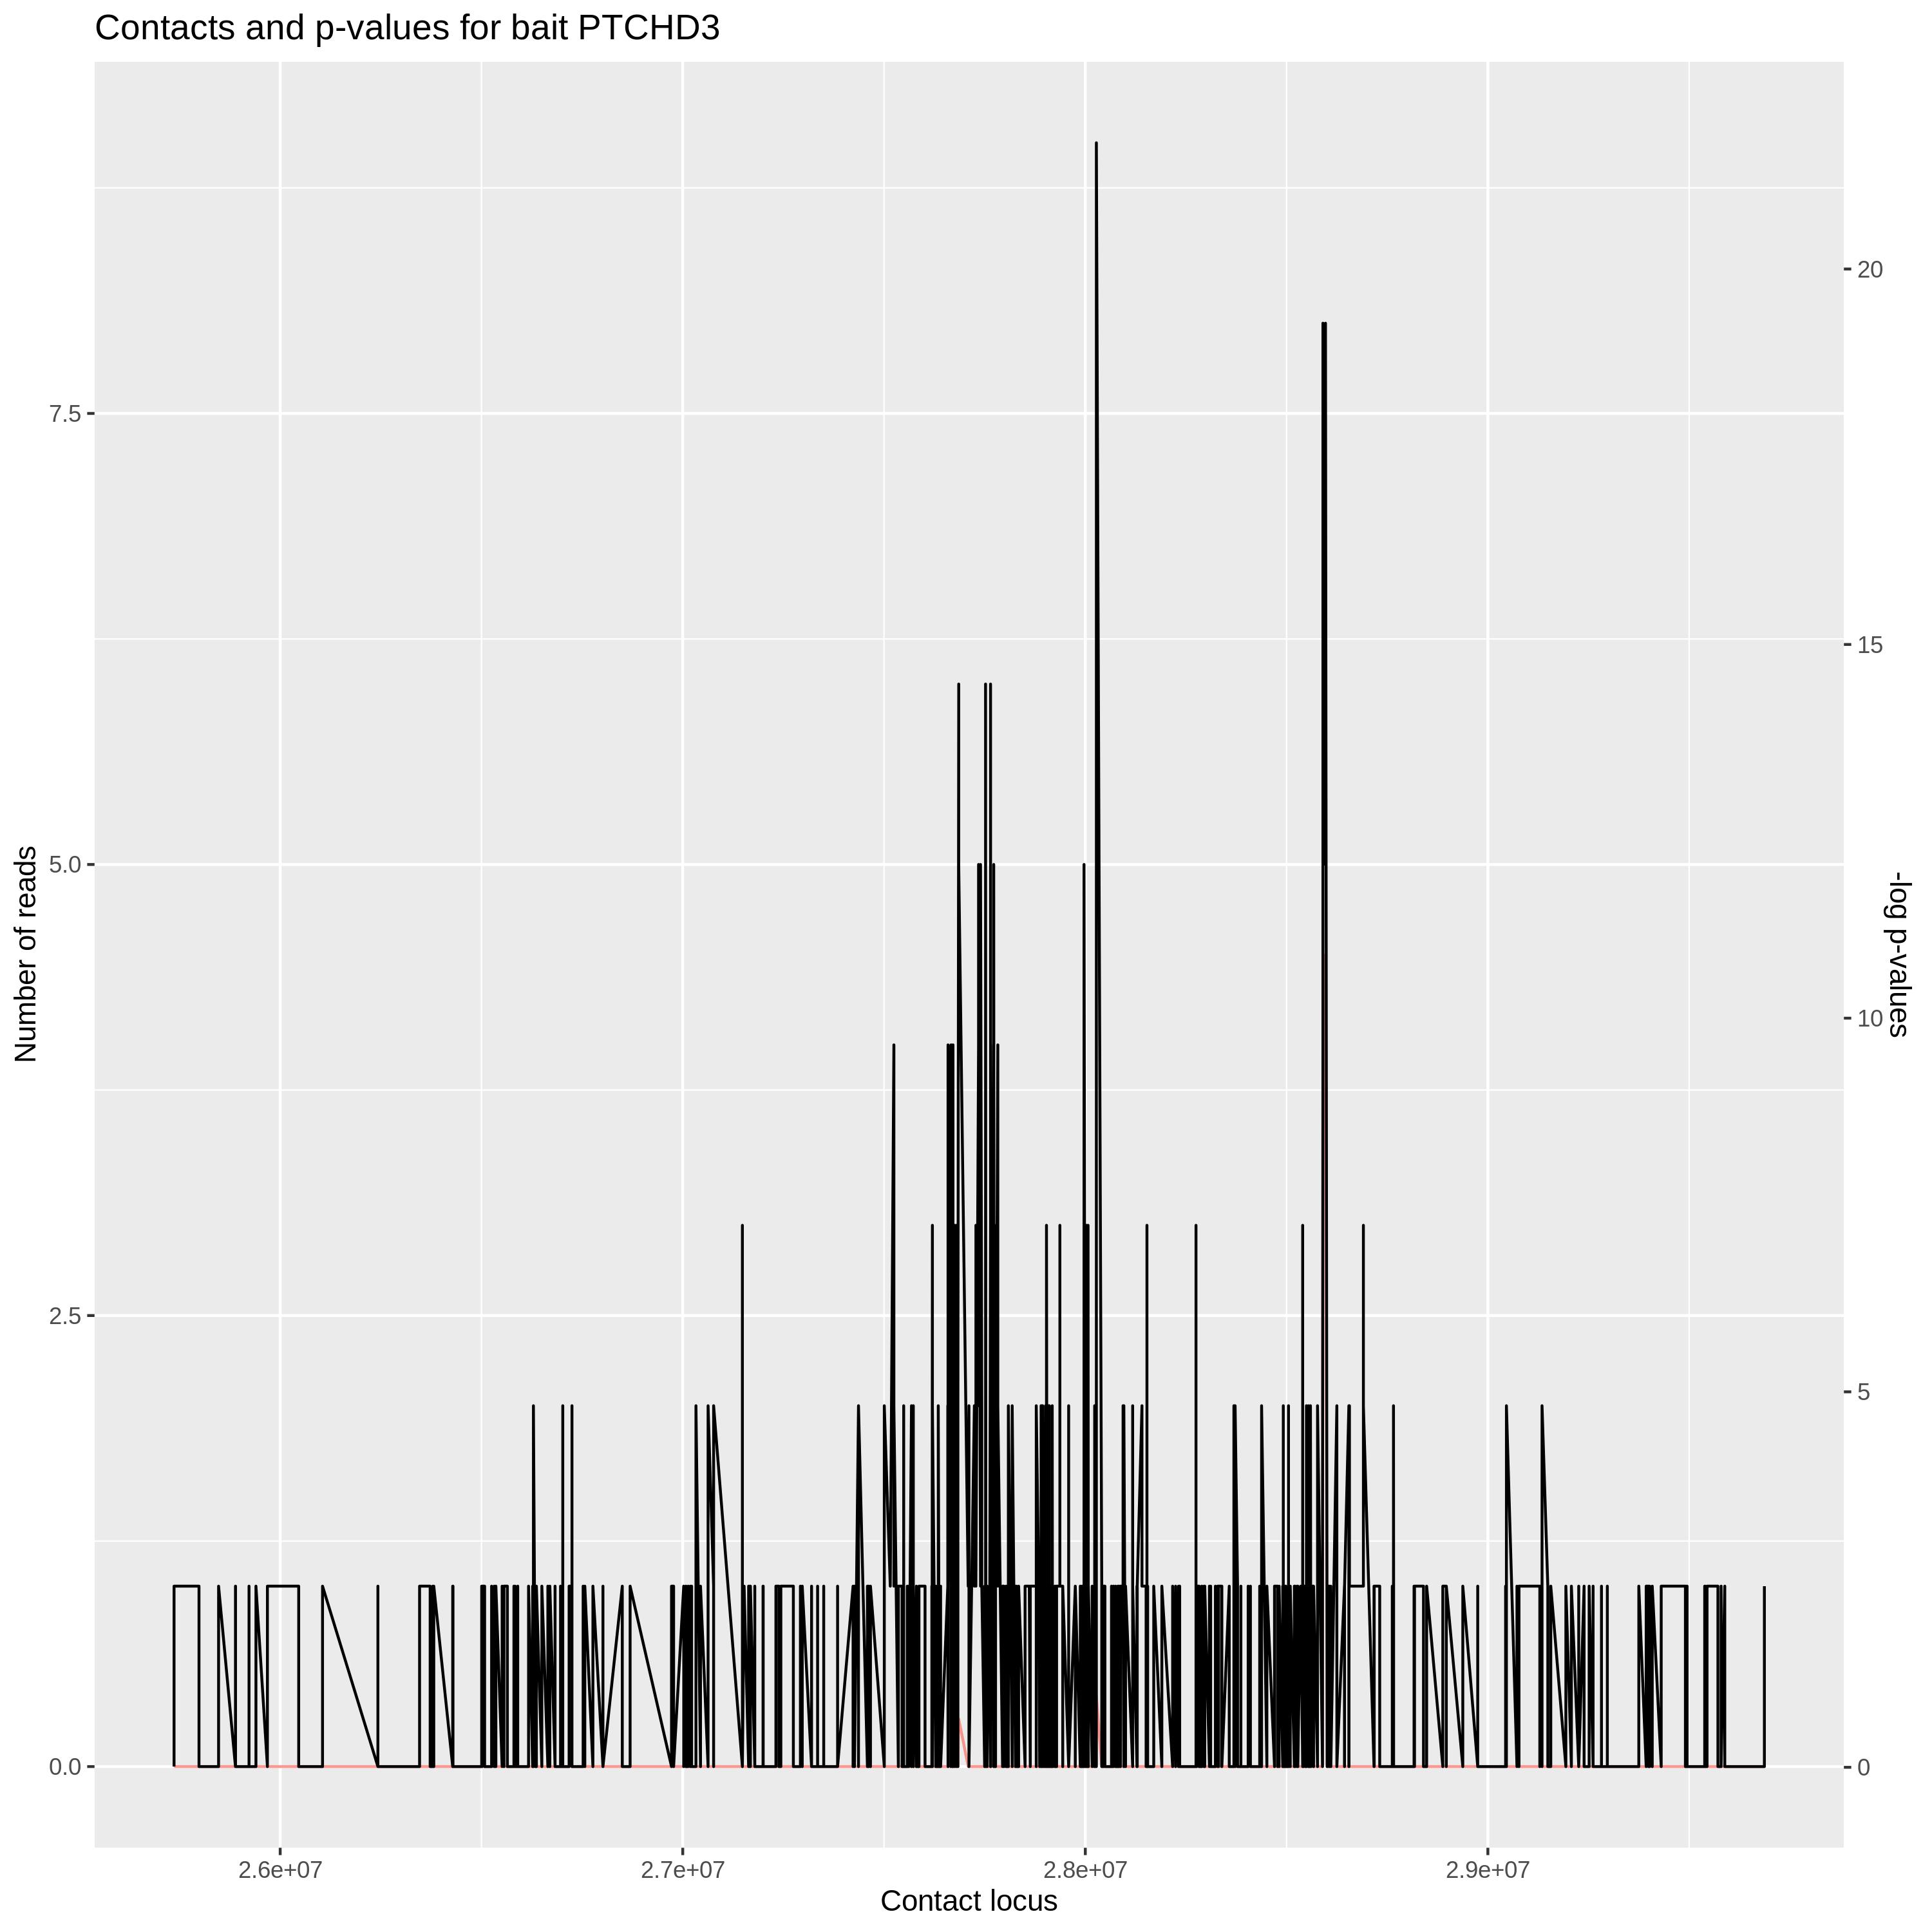 Contacts and p-values for bait PTCHD3
Number of reads
7.5
5.0
2.5
0.0
20
15
10
5
0
-log p-values
2.6e+07 2.7e+07 2.8e+07 2.9e+07
Contact locus